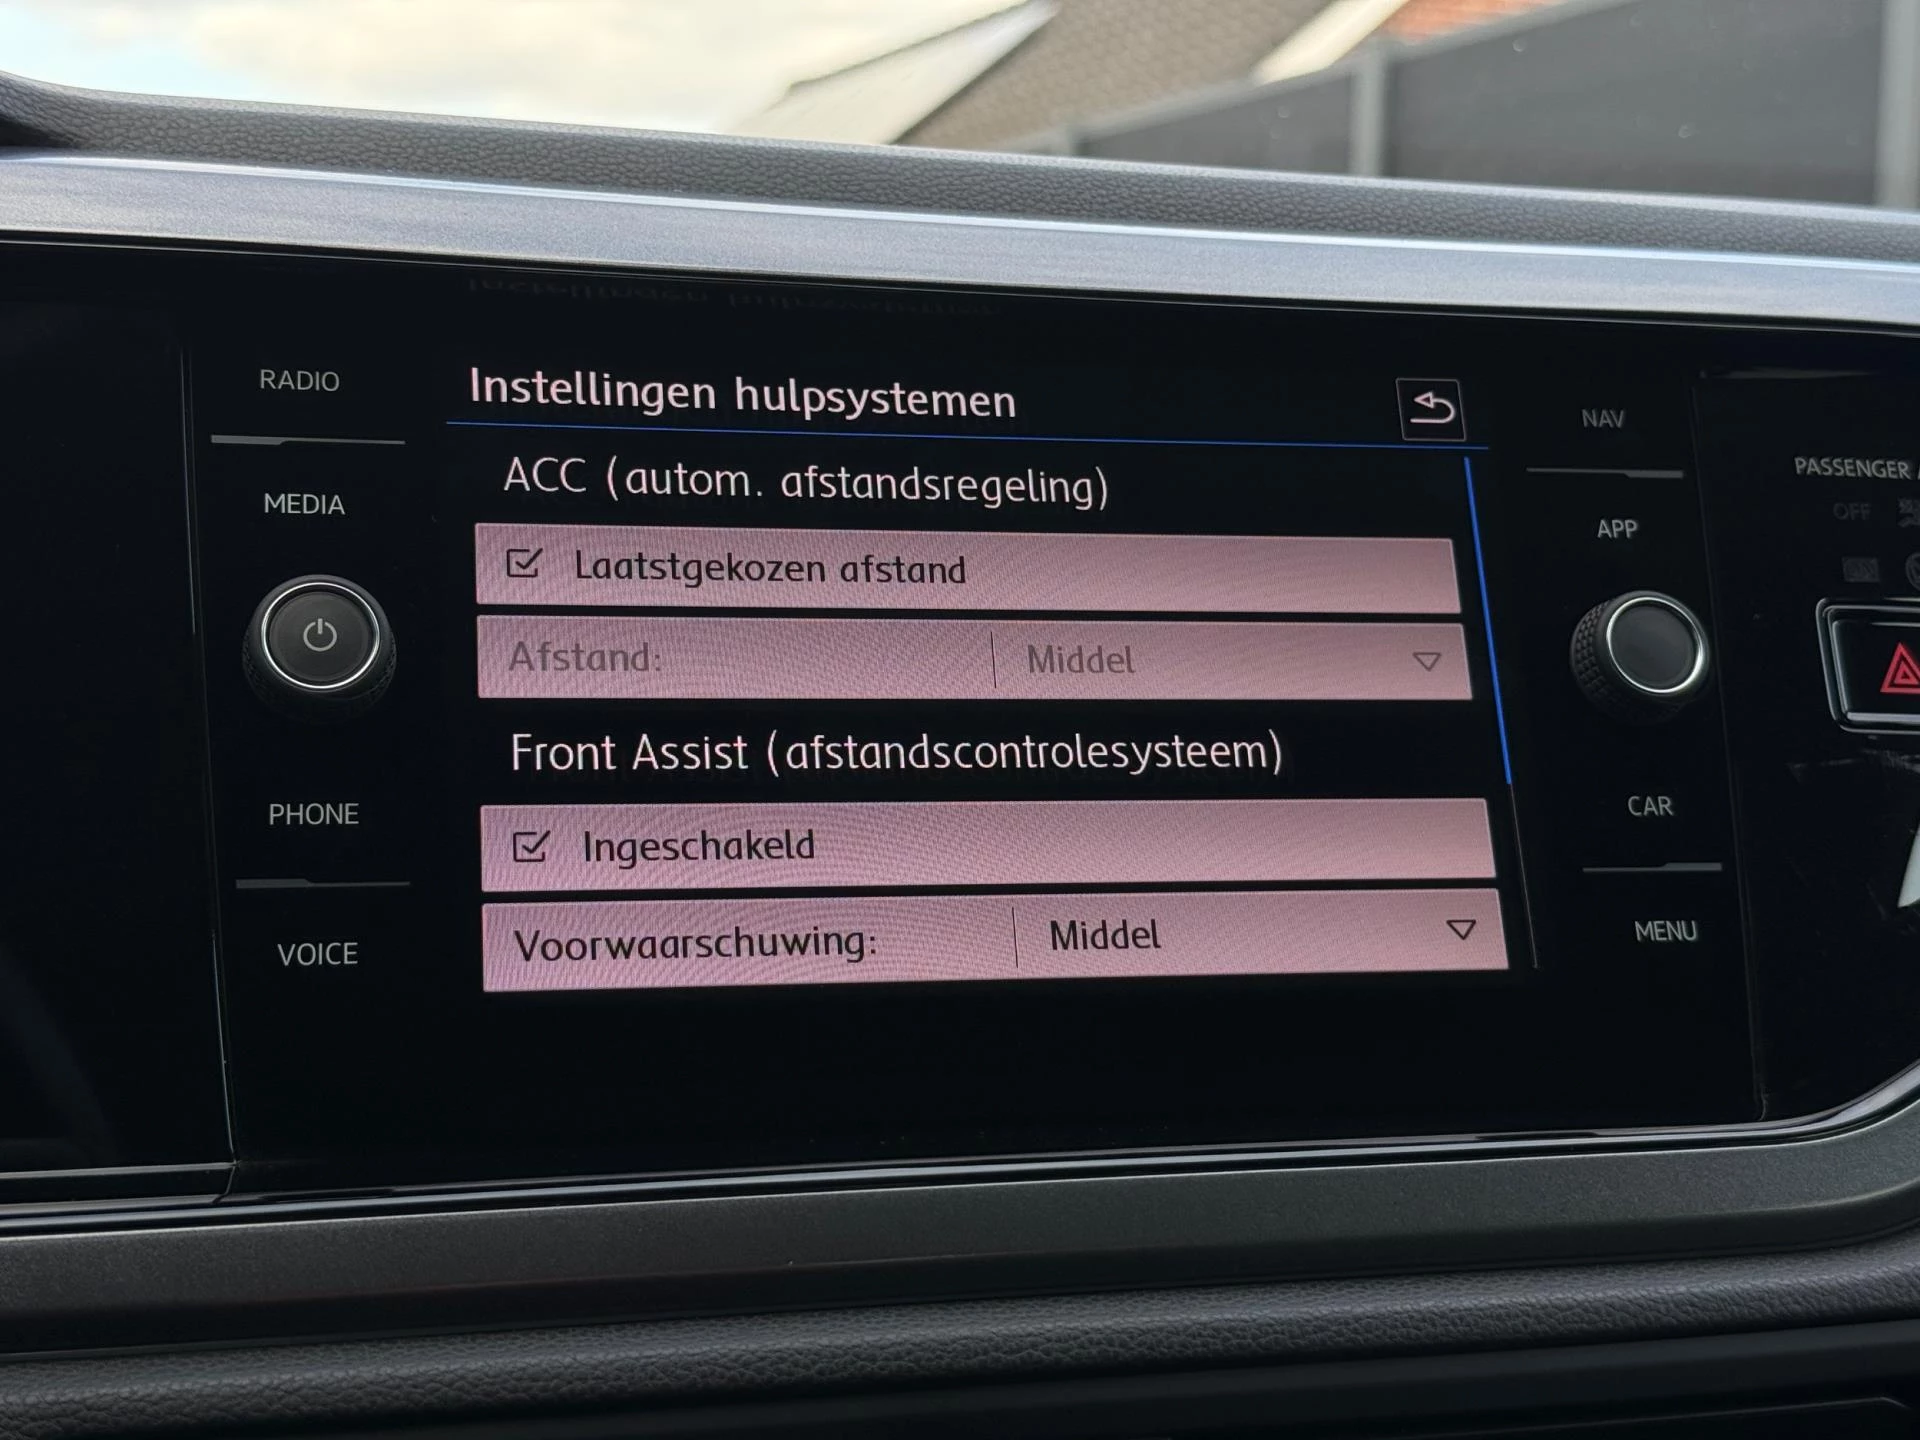 RADIO
MEDIA
PHONE
VOICE
Instellingen hulpsystemen
ACC (autom. afstandsregeling)
Laatstgekozen afstand
Afstand: Middel
Front Assist (afstandscontrolesysteem)
Ingeschakeld
Voorwaarschuwing: Middel
NAV
APP
CAR
MENU
PASSENGER
OFF